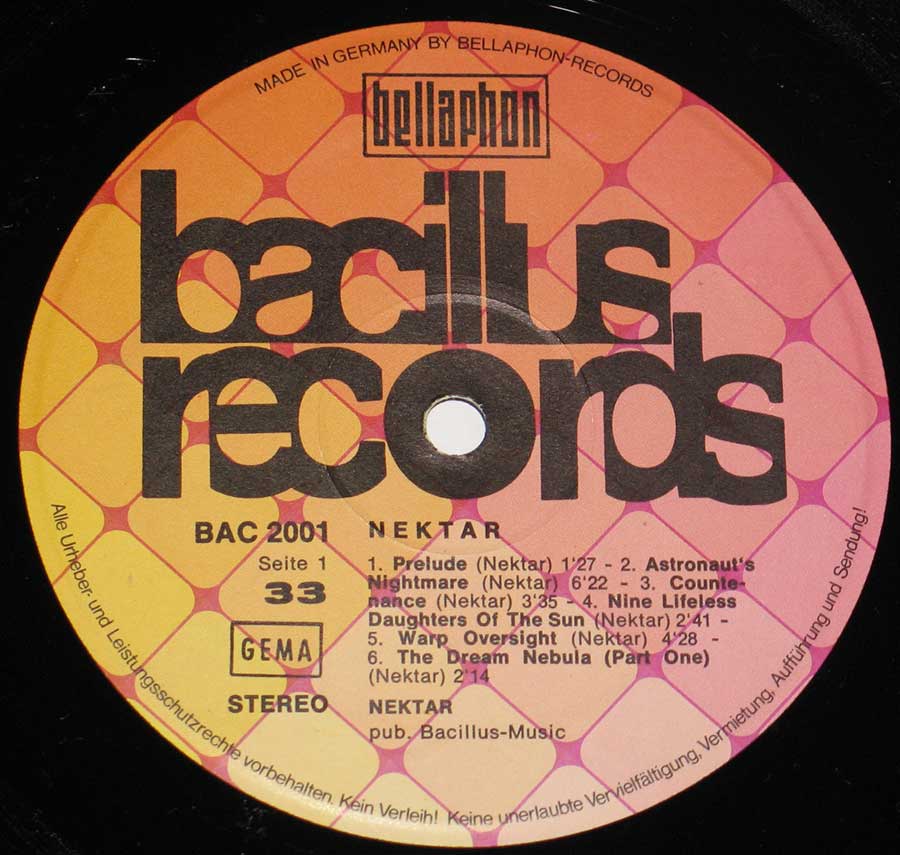 MADE IN GERMANY BY BELLAPHON-RECORDS
bellaphon
bacillus
records
BAC 2001
Seite 1
33
GEMA
STEREO
NEKTAR
1. Prelude (Nektar) 1'27 - 2. Astronaut's
Nightmare (Nektar) 6'22 - 3. Counte-
nance (Nektar) 3'35 - 4. Nine Lifeless
Daughters Of The Sun (Nektar) 2'41 -
5. Warp Oversight (Nektar) 4'28 -
6. The Dream Nebula (Part One)
(Nektar) 2'14
NEKTAR
pub. Bacillus-Music
Alle Urheber- und Leistungsschutzrechte vorbehalten. Kein Verleih! Keine unerlaubte Vervielfältigung, Vermietung, Aufführung und Sendung!